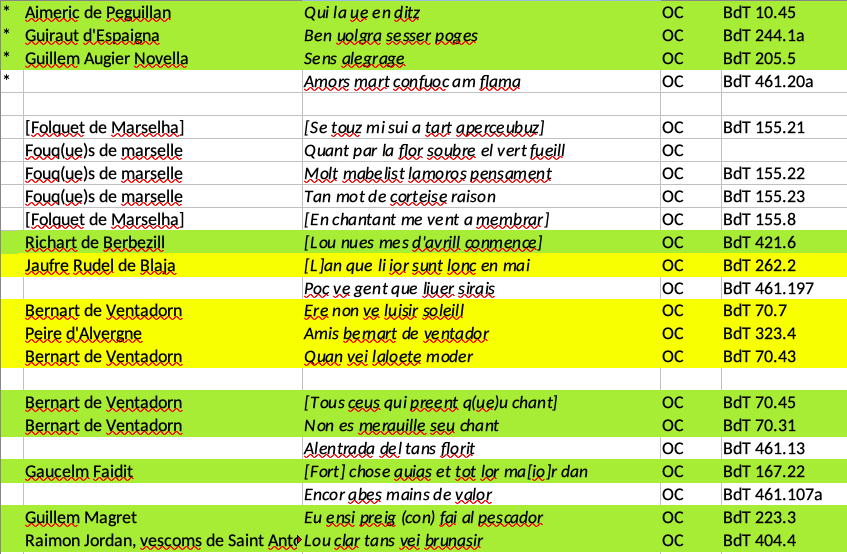 * Aimeric de Peguillan Qui la ue en ditz OC BdT 10.45
* Guiraut d'Espaigna Ben uolgra sesser poges OC BdT 244.1a
* Guillem Augier Novella Sens alegrage OC BdT 205.5
* Amors mart confuoc am flama OC BdT 461.20a
[Folquet de Marselha] [Se touz mi sui a tart aperceubuz] OC BdT 155.21
Fouq(ue)s de marselle Quant par la flor soubre el vert fueill OC
Fouq(ue)s de marselle Molt mabelist lamoros pensament OC BdT 155.22
Fouq(ue)s de marselle Tan mot de corteise raison OC BdT 155.23
[Folquet de Marselha] [En chantant me vent a membrar] OC BdT 155.8
Richart de Berbezill [Lou nues mes d'avrill conmence] OC BdT 421.6
Jaufre Rudel de Blaja [L]an que li ior sunt lonc en mai OC BdT 262.2
Poc ve gent que liuer sirais OC BdT 461.197
Bernart de Ventadorn Ere non ve luisir soleill OC BdT 70.7
Peire d'Alvergne Amis bernart de ventador OC BdT 323.4
Bernart de Ventadorn Quan vei laloete moder OC BdT 70.43
Bernart de Ventadorn [Tous ceus qui preent q(ue)u chant] OC BdT 70.45
Bernart de Ventadorn Non es merauille seu chant OC BdT 70.31
Alentrada del tans florit OC BdT 461.13
Gaucelm Faidit [Fort] chose auias et tot lor ma[io]r dan OC BdT 167.22
Encor abes mains de valor OC BdT 461.107a
Guillem Magret Eu ensi preig (con) fai al pescador OC BdT 223.3
Raimon Jordan, vescoms de Saint Anto Lou clar tans vei brunasir OC BdT 404.4